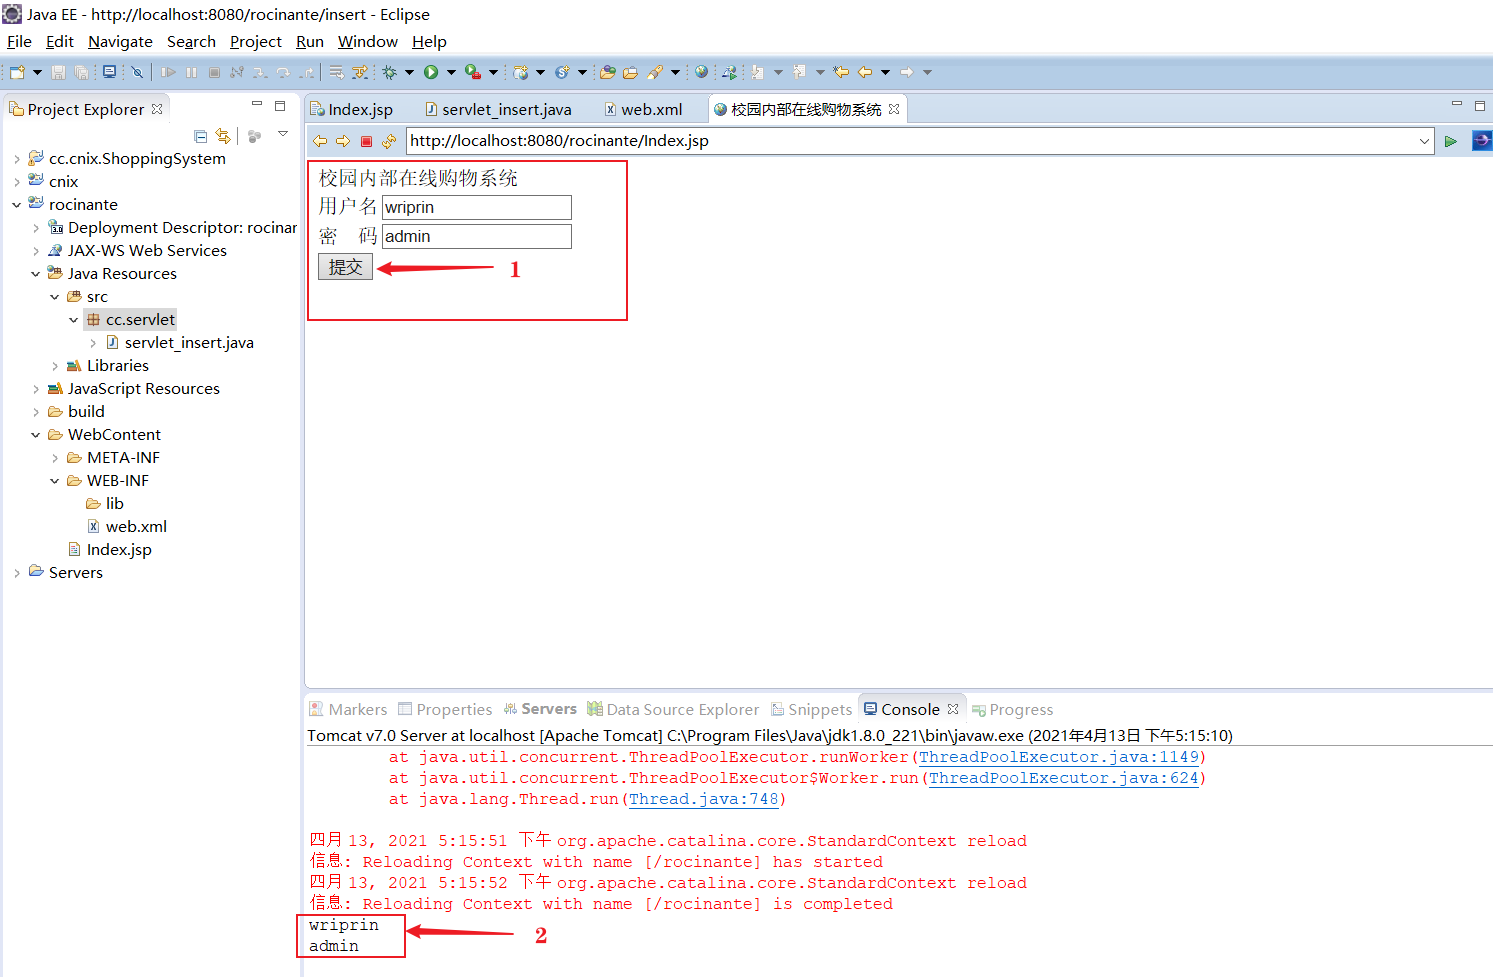 Java EE - http://localhost:8080/rocinante/insert - Eclipse
File Edit Navigate Search Project Run Window Help
Project Explorer
cc.cnix.ShoppingSystem
cnix
rocinante
Deployment Descriptor: rocinar
JAX-WS Web Services
Java Resources
src
cc.servlet
servlet_insert.java
Libraries
JavaScript Resources
build
WebContent
META-INF
WEB-INF
lib
web.xml
Index.jsp
Servers
Index.jsp servlet_insert.java web.xml 校园内部在线购物系统
http://localhost:8080/rocinante/Index.jsp
校园内部在线购物系统
用户名 wriprin
密 码 admin
提交 1
Markers Properties Servers Data Source Explorer Snippets Console Progress
Tomcat v7.0 Server at localhost [Apache Tomcat] C:\Program Files\Java\jdk1.8.0_221\bin\javaw.exe (2021年4月13日 下午5:15:10)
at java.util.concurrent.ThreadPoolExecutor.runWorker(ThreadPoolExecutor.java:1149)
at java.util.concurrent.ThreadPoolExecutor$Worker.run(ThreadPoolExecutor.java:624)
at java.lang.Thread.run(Thread.java:748)
四月 13, 2021 5:15:51 下午 org.apache.catalina.core.StandardContext reload
信息: Reloading Context with name [/rocinante] has started
四月 13, 2021 5:15:52 下午 org.apache.catalina.core.StandardContext reload
信息: Reloading Context with name [/rocinante] is completed
wriprin
admin
2